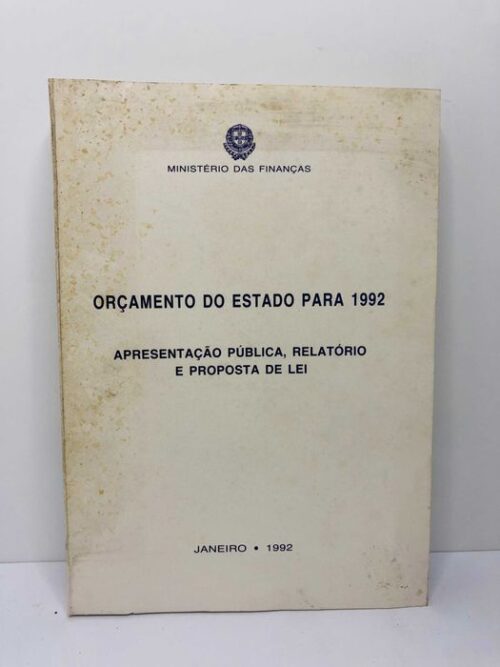 MINISTÉRIO DAS FINANÇAS
ORÇAMENTO DO ESTADO PARA 1992
APRESENTAÇÃO PÚBLICA, RELATÓRIO
E PROPOSTA DE LEI
JANEIRO • 1992